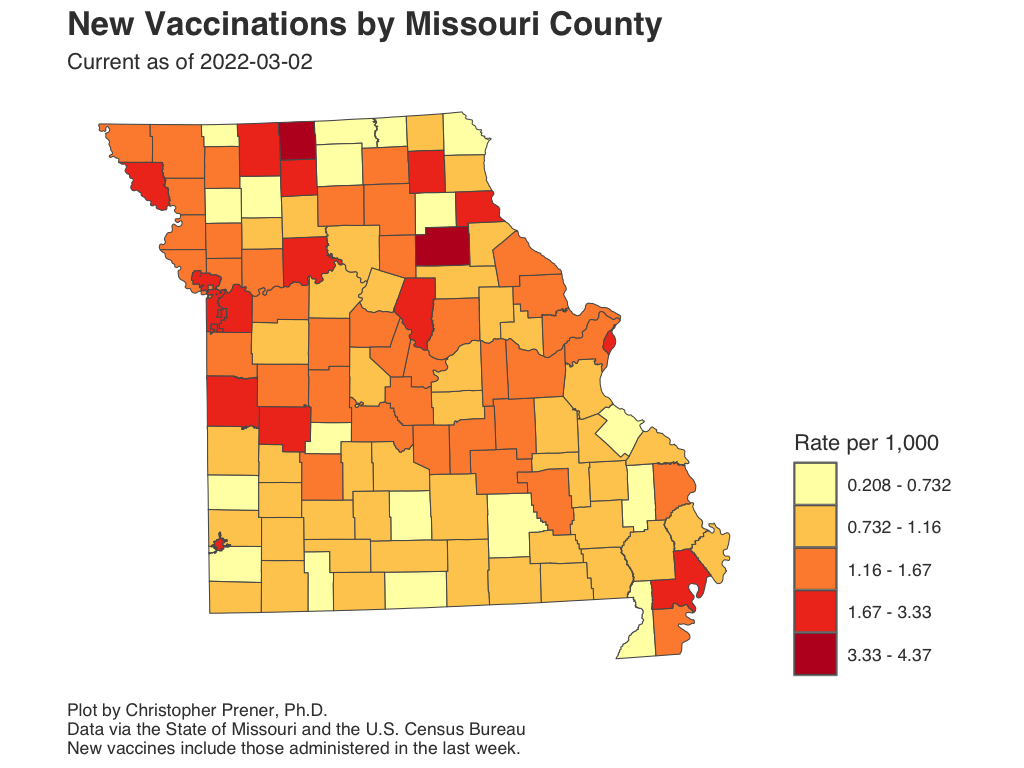 New Vaccinations by Missouri County
Current as of 2022-03-02
Rate per 1,000
0.208 - 0.732
0.732 - 1.16
1.16 - 1.67
1.67 - 3.33
3.33 - 4.37
Plot by Christopher Prener, Ph.D.
Data via the State of Missouri and the U.S. Census Bureau
New vaccines include those administered in the last week.